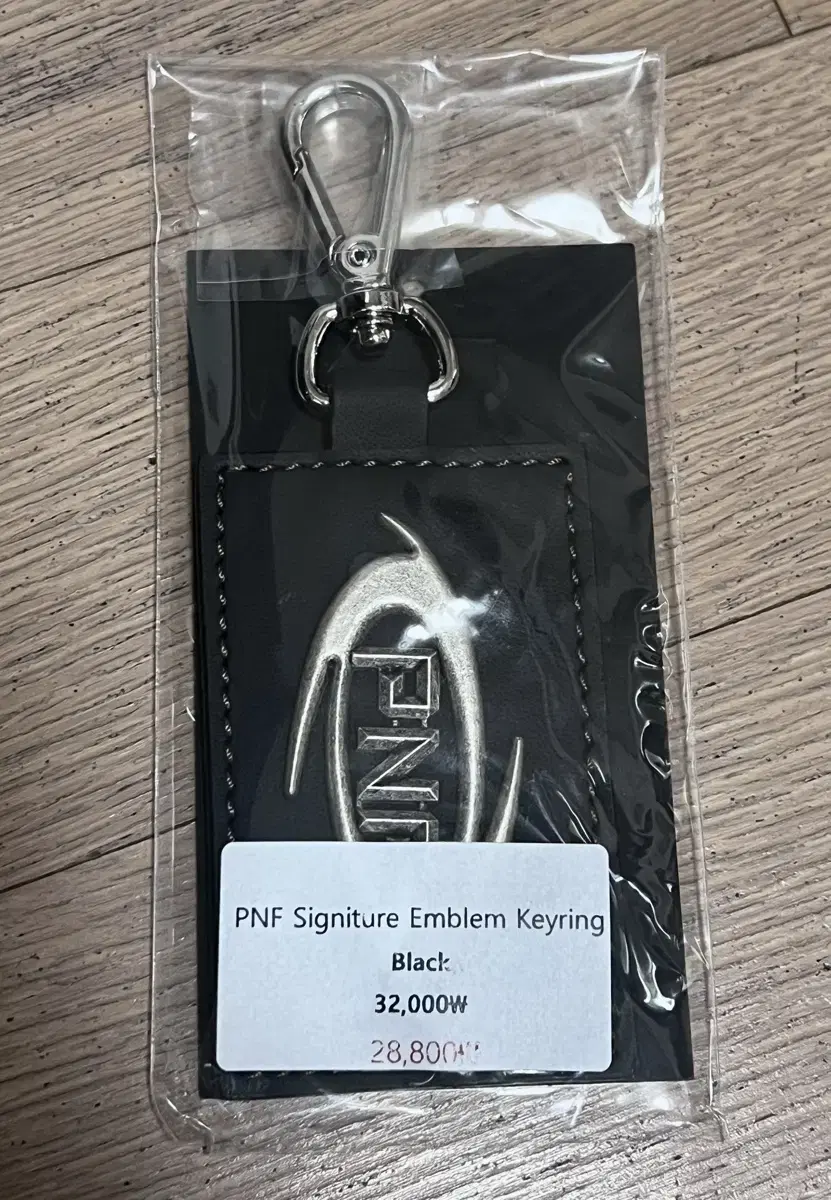 PNF Signiture Emblem Keyring
Black
32,000₩
28,800₩